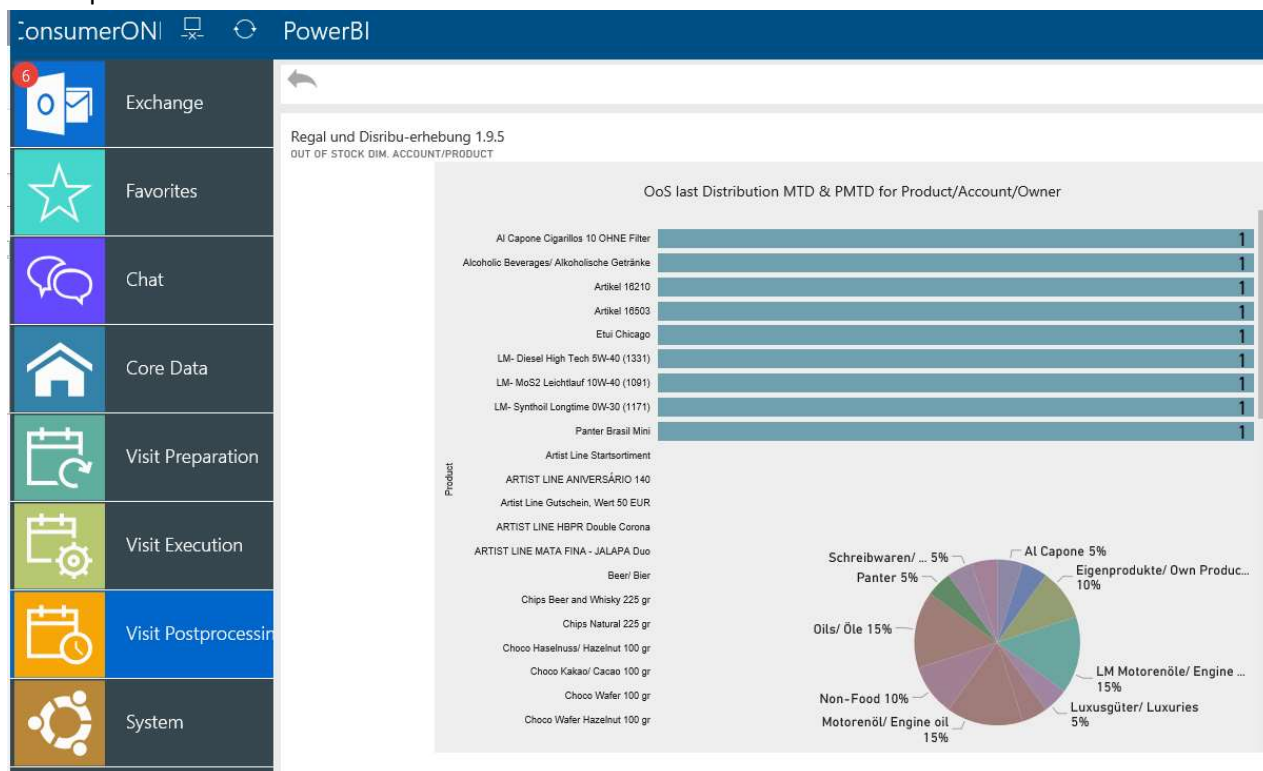 ConsumerONE PowerBI
6
Exchange
Favorites
Chat
Core Data
Visit Preparation
Visit Execution
Visit Postprocessin
System
Regal und Disribu-erhebung 1.9.5
OUT OF STOCK DIM. ACCOUNT/PRODUCT
OoS last Distribution MTD & PMTD for Product/Account/Owner
Product
Al Capone Cigarillos 10 OHNE Filter 1
Alcoholic Beverages/ Alkoholische Getränke 1
Artikel 16210 1
Artikel 16503 1
Etui Chicago 1
LM- Diesel High Tech 5W-40 (1331) 1
LM- MoS2 Leichtlauf 10W-40 (1091) 1
LM- Synthoil Longtime 0W-30 (1171) 1
Panter Brasil Mini 1
Artist Line Startsortiment
ARTIST LINE ANIVERSÁRIO 140
Artist Line Gutschein, Wert 50 EUR
ARTIST LINE HBPR Double Corona
ARTIST LINE MATA FINA - JALAPA Duo
Beer/ Bier
Chips Beer and Whisky 225 gr
Chips Natural 225 gr
Choco Haselnuss/ Hazelnut 100 gr
Choco Kakao/ Cacao 100 gr
Choco Wafer 100 gr
Choco Wafer Hazelnut 100 gr
Schreibwaren/ ... 5%
Al Capone 5%
Panter 5%
Eigenprodukte/ Own Produc...
10%
Oils/ Öle 15%
LM Motorenöle/ Engine ...
15%
Non-Food 10%
Luxusgüter/ Luxuries
5%
Motorenöl/ Engine oil
15%